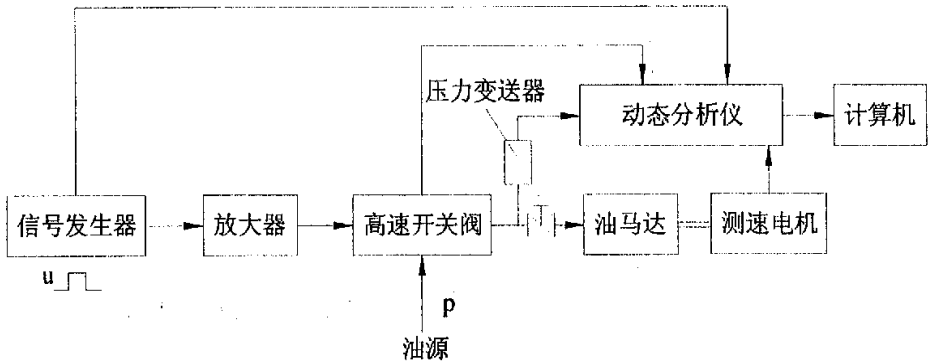 压力变送器
动态分析仪
计算机
信号发生器
放大器
高速开关阀
油马达
测速电机
u
p
油源